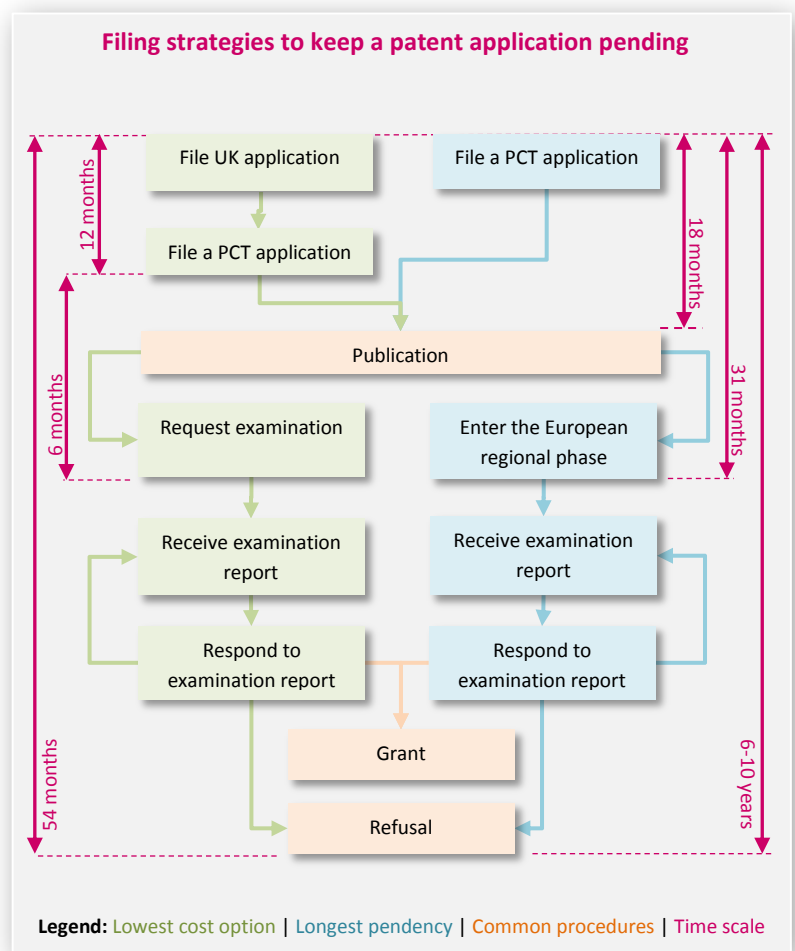 Filing strategies to keep a patent application pending
File UK application
File a PCT application
12 months
18 months
File a PCT application
Publication
31 months
6 months
Request examination
Enter the European
regional phase
Receive examination
report
Receive examination
report
Respond to
examination report
Respond to
examination report
Grant
54 months
6-10 years
Refusal
Legend: Lowest cost option | Longest pendency | Common procedures | Time scale